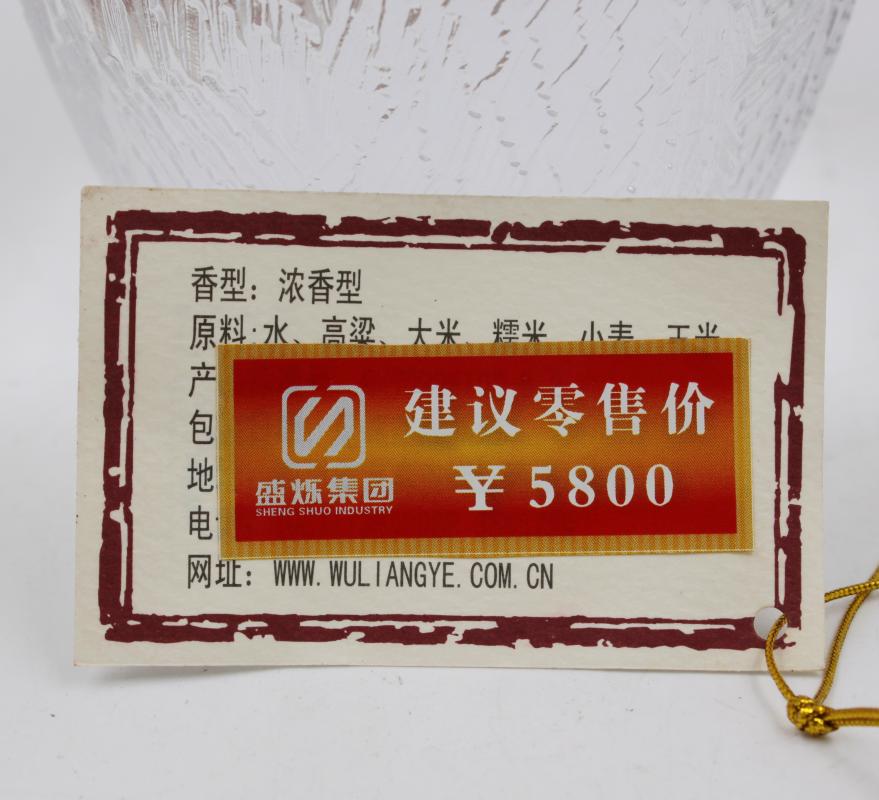 香型：浓香型
原料：水、高粱、大米、糯米、小麦、玉米
产
包
地
电
建议零售价
￥5800
盛烁集团
SHENG SHUO INDUSTRY
网址：WWW.WULIANGYE.COM.CN